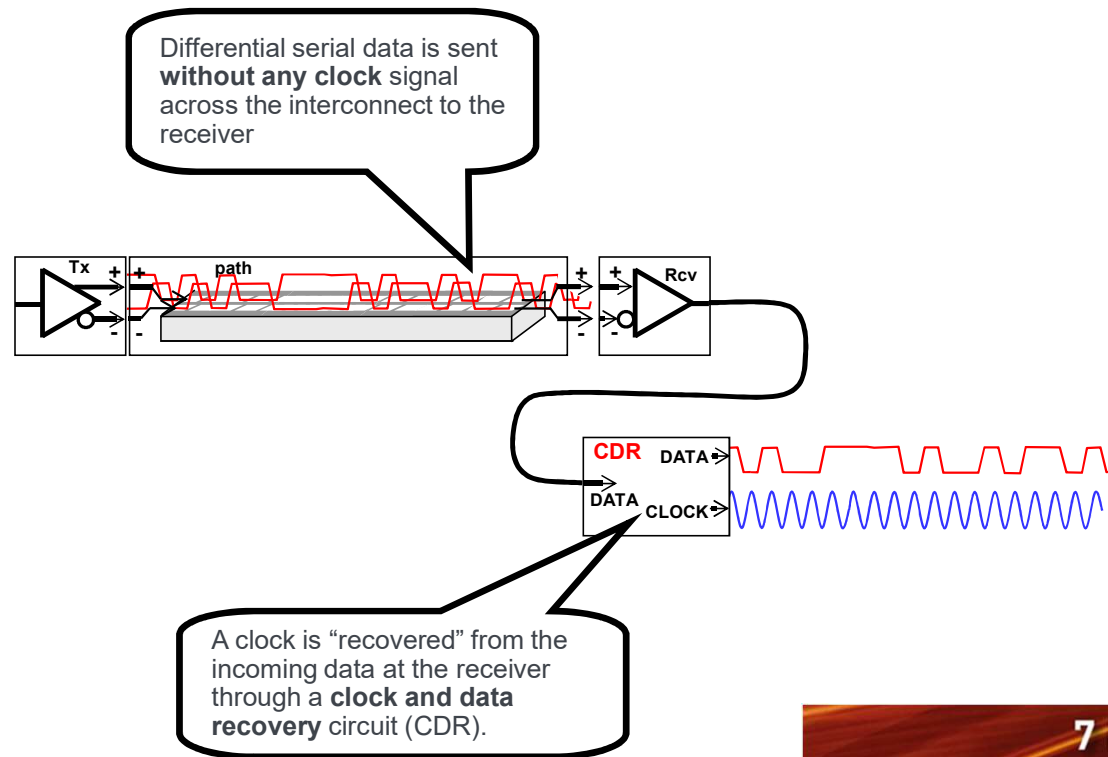 Differential serial data is sent
without any clock signal
across the interconnect to the
receiver
Tx
+
+
path
+
+
Rcv
-
-
-
-
CDR
DATA
DATA
CLOCK
A clock is “recovered” from the
incoming data at the receiver
through a clock and data
recovery circuit (CDR).
7